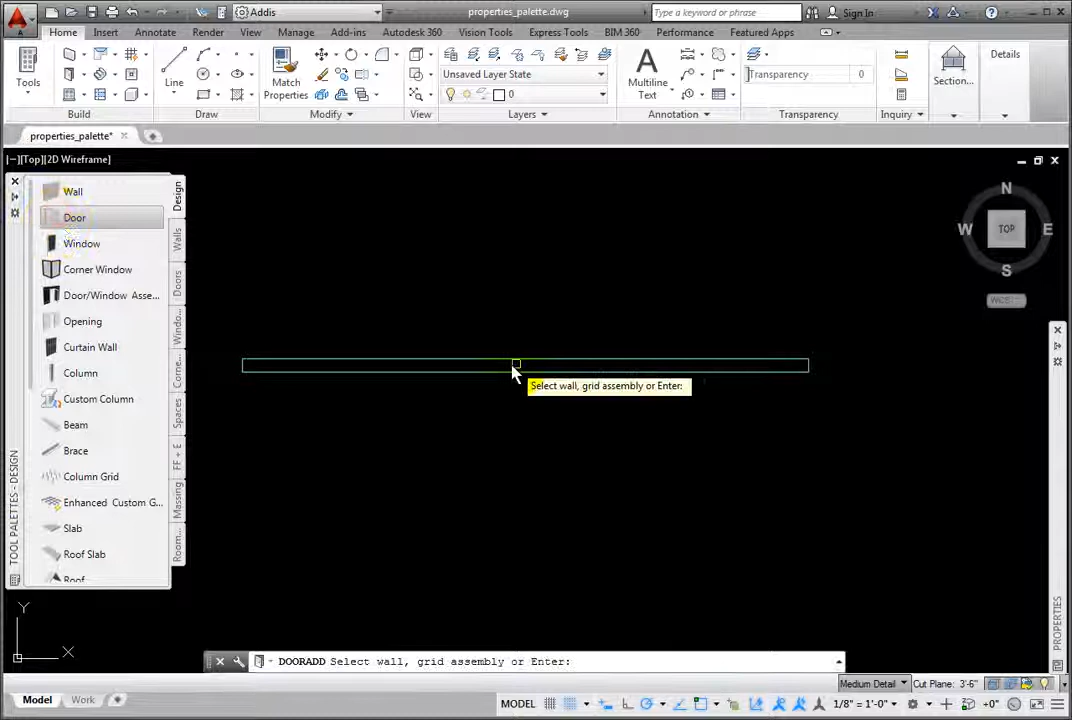 Addis
properties_palette.dwg
Type a keyword or phrase
Sign In
Home
Insert
Annotate
Render
View
Manage
Add-ins
Autodesk 360
Vision Tools
Express Tools
BIM 360
Performance
Featured Apps
Tools
Line
Match
Properties
Unsaved Layer State
0
Multiline
Text
Transparency 0
Section...
Details
Build
Draw
Modify
View
Layers
Annotation
Transparency
Inquiry
properties_palette*
[−][Top][2D Wireframe]
Wall
Door
Window
Corner Window
Door/Window Asse...
Opening
Curtain Wall
Column
Custom Column
Beam
Brace
Column Grid
Enhanced Custom G...
Slab
Roof Slab
Roof
Design
Walls
Doors
Windo...
Corne...
Spaces
FF + E
Massing
Room...
TOOL PALETTES - DESIGN
N
W
TOP
E
S
Select wall, grid assembly or Enter:
PROPERTIES
Y
X
DOORADD Select wall, grid assembly or Enter:
Medium Detail
Cut Plane: 3'-6"
Model
Work
MODEL
1/8" = 1'-0"
+0"